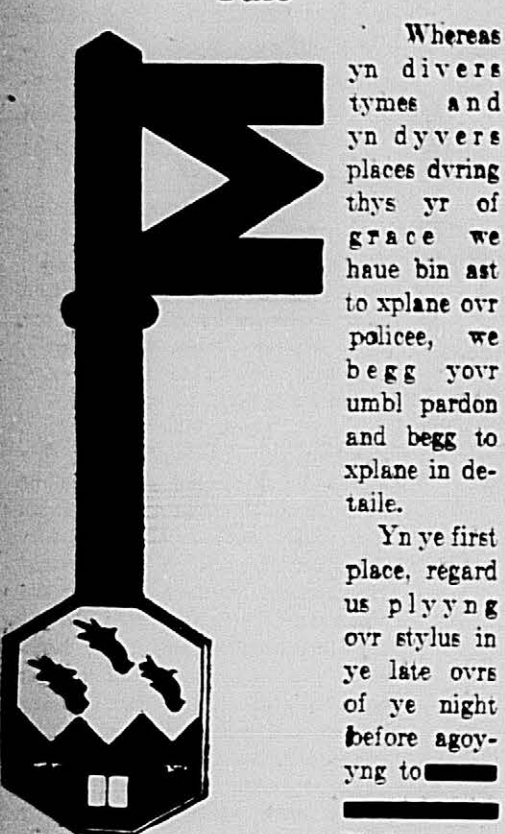 Whereas
yn divers
tymes and
yn dyvers
places dvring
thys yr of
grace we
haue bin ast
to xplane ovr
policee, we
begg yovr
umbl pardon
and begg to
xplane in de-
taile.
Yn ye first
place, regard
us plyyng
ovr stylus in
ye late ovrs
of ye night
before agoy-
yng to